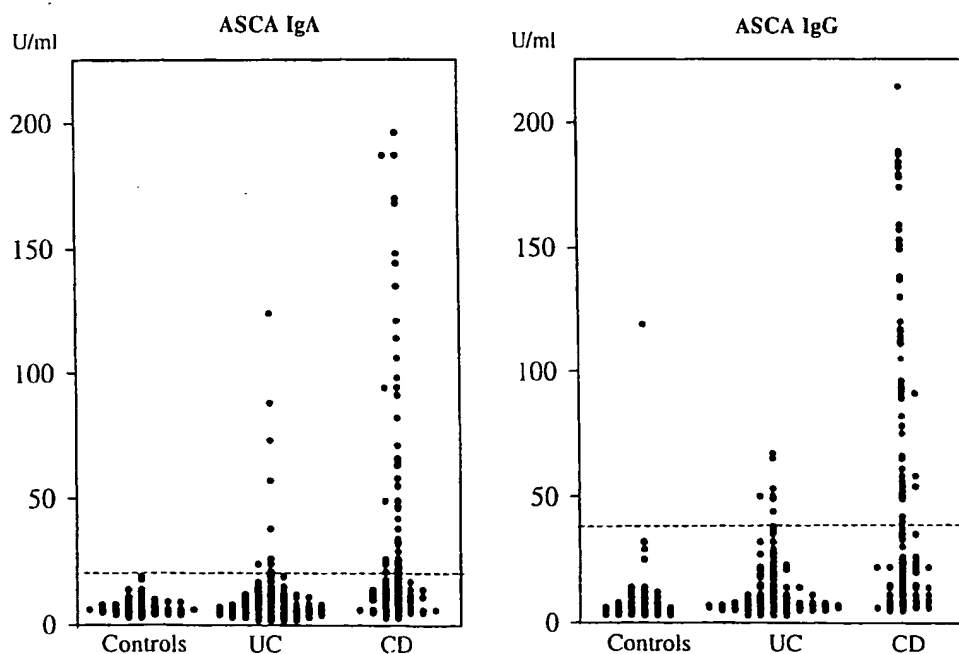 ASCA IgA
U/ml
200
150
100
50
0
Controls UC CD
ASCA IgG
U/ml
200
150
100
50
0
Controls UC CD